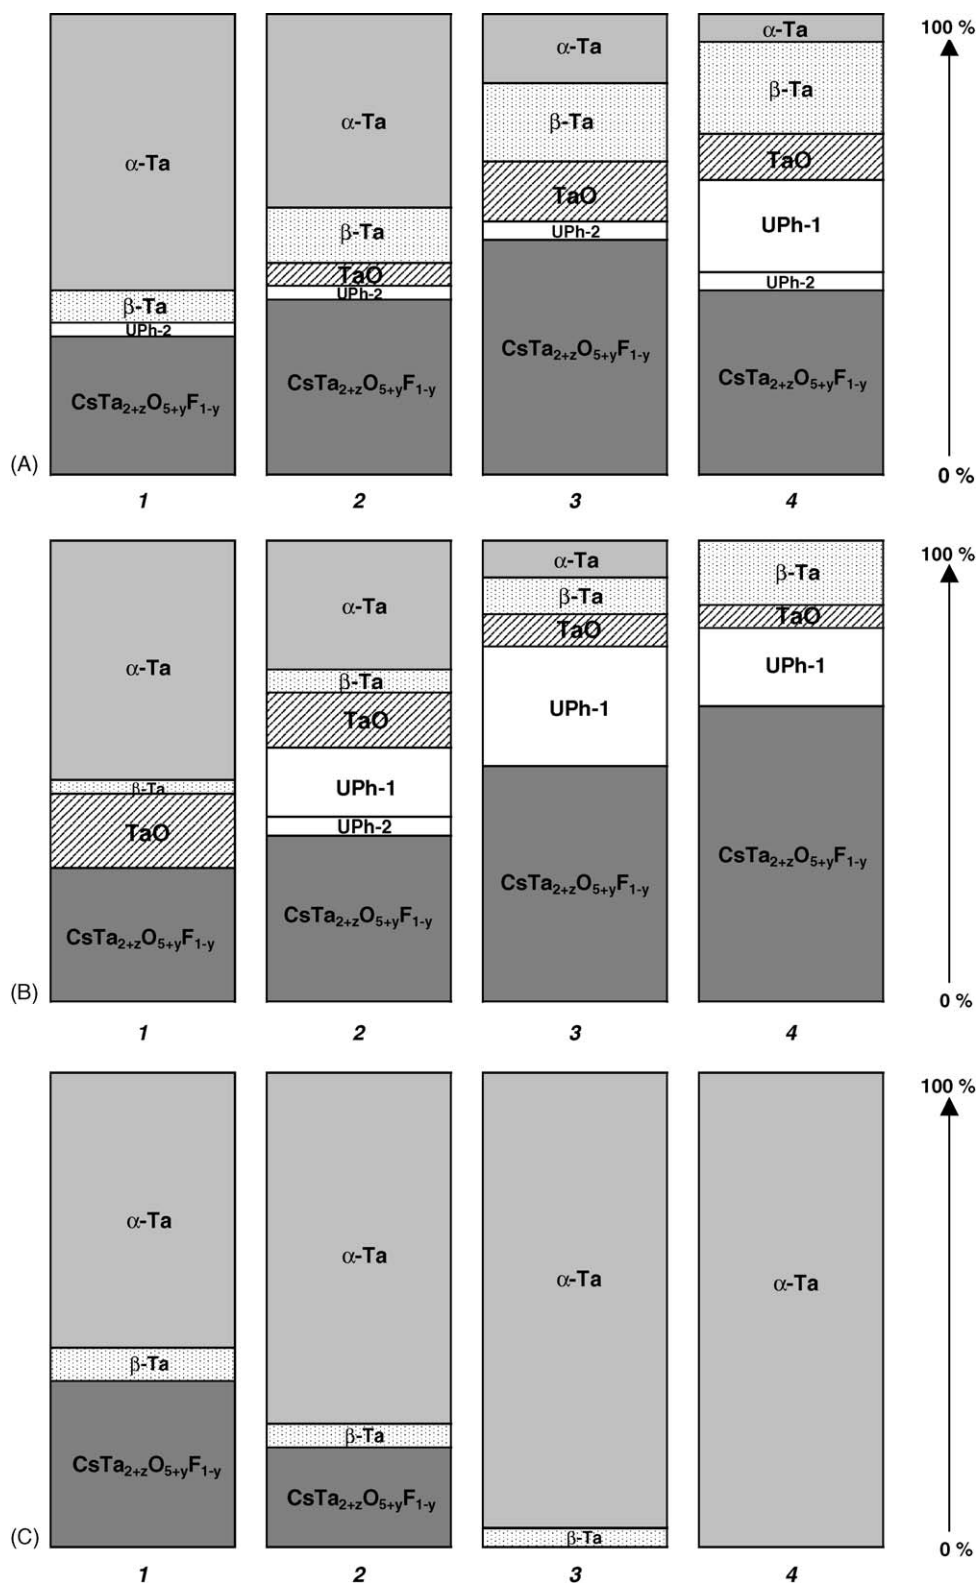 100 %
α-Ta
α-Ta
α-Ta
α-Ta
β-Ta
β-Ta
β-Ta
β-Ta
TaO
TaO
TaO
UPh-1
UPh-2
UPh-2
UPh-2
UPh-2
CsTa2+zO5+yF1-y
CsTa2+zO5+yF1-y
CsTa2+zO5+yF1-y
CsTa2+zO5+yF1-y
(A)
0 %
1
2
3
4
100 %
α-Ta
α-Ta
α-Ta
β-Ta
β-Ta
β-Ta
β-Ta
TaO
TaO
TaO
TaO
UPh-1
UPh-1
UPh-1
UPh-2
CsTa2+zO5+yF1-y
CsTa2+zO5+yF1-y
CsTa2+zO5+yF1-y
CsTa2+zO5+yF1-y
(B)
0 %
1
2
3
4
100 %
α-Ta
α-Ta
α-Ta
α-Ta
β-Ta
β-Ta
β-Ta
CsTa2+zO5+yF1-y
CsTa2+zO5+yF1-y
(C)
0 %
1
2
3
4